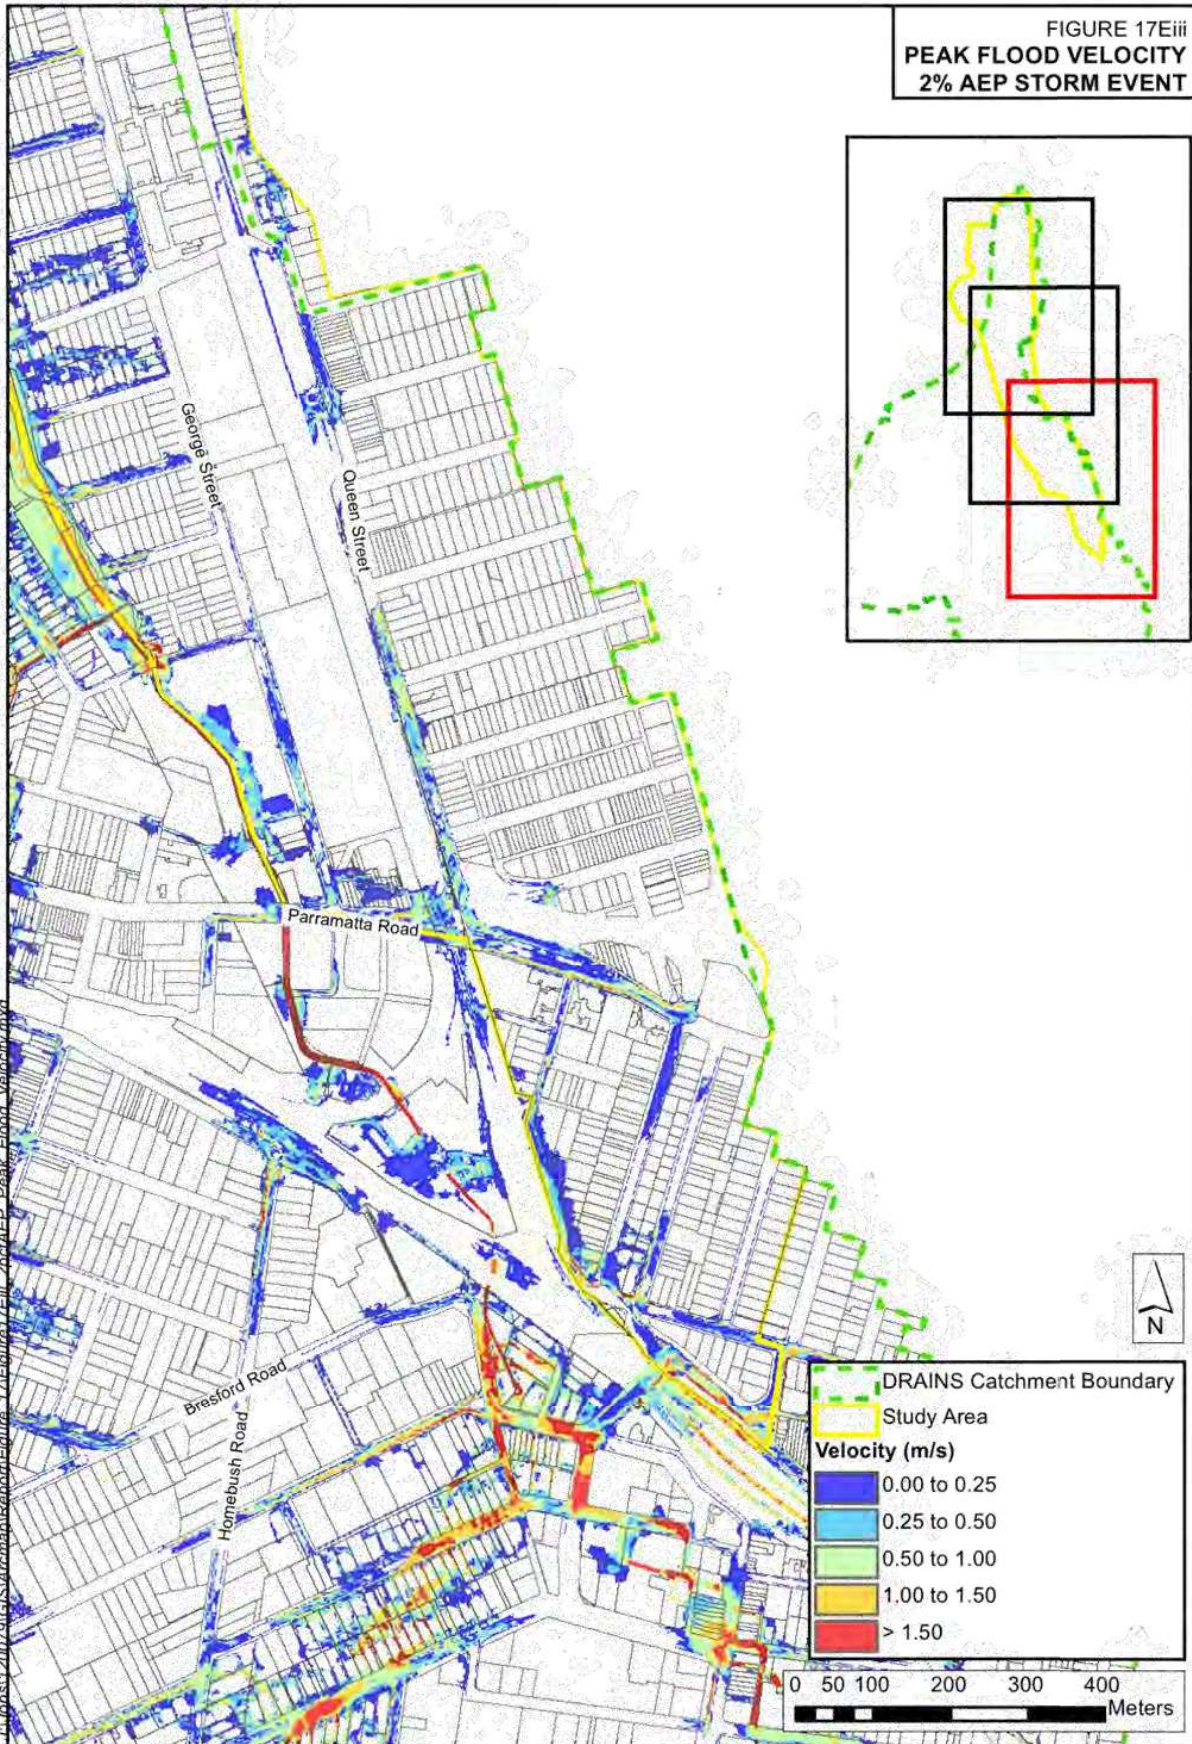 FIGURE 17Eiii
PEAK FLOOD VELOCITY
2% AEP STORM EVENT
George Street
Queen Street
Parramatta Road
Bresford Road
Homebush Road
N
DRAINS Catchment Boundary
Study Area
Velocity (m/s)
0.00 to 0.25
0.25 to 0.50
0.50 to 1.00
1.00 to 1.50
> 1.50
0 50 100 200 300 400
Meters